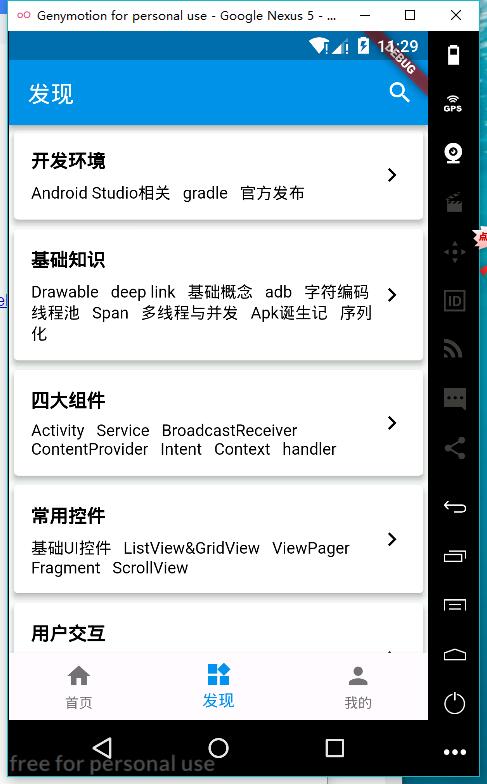 Genymotion for personal use - Google Nexus 5 - ...
11:29
DEBUG
发现
GPS
开发环境
Android Studio相关 gradle 官方发布
基础知识
Drawable deep link 基础概念 adb 字符编码
线程池 Span 多线程与并发 Apk诞生记 序列
化
四大组件
Activity Service BroadcastReceiver
ContentProvider Intent Context handler
ID
常用控件
基础UI控件 ListView&GridView ViewPager
Fragment ScrollView
用户交互
首页 发现 我的
free for personal use